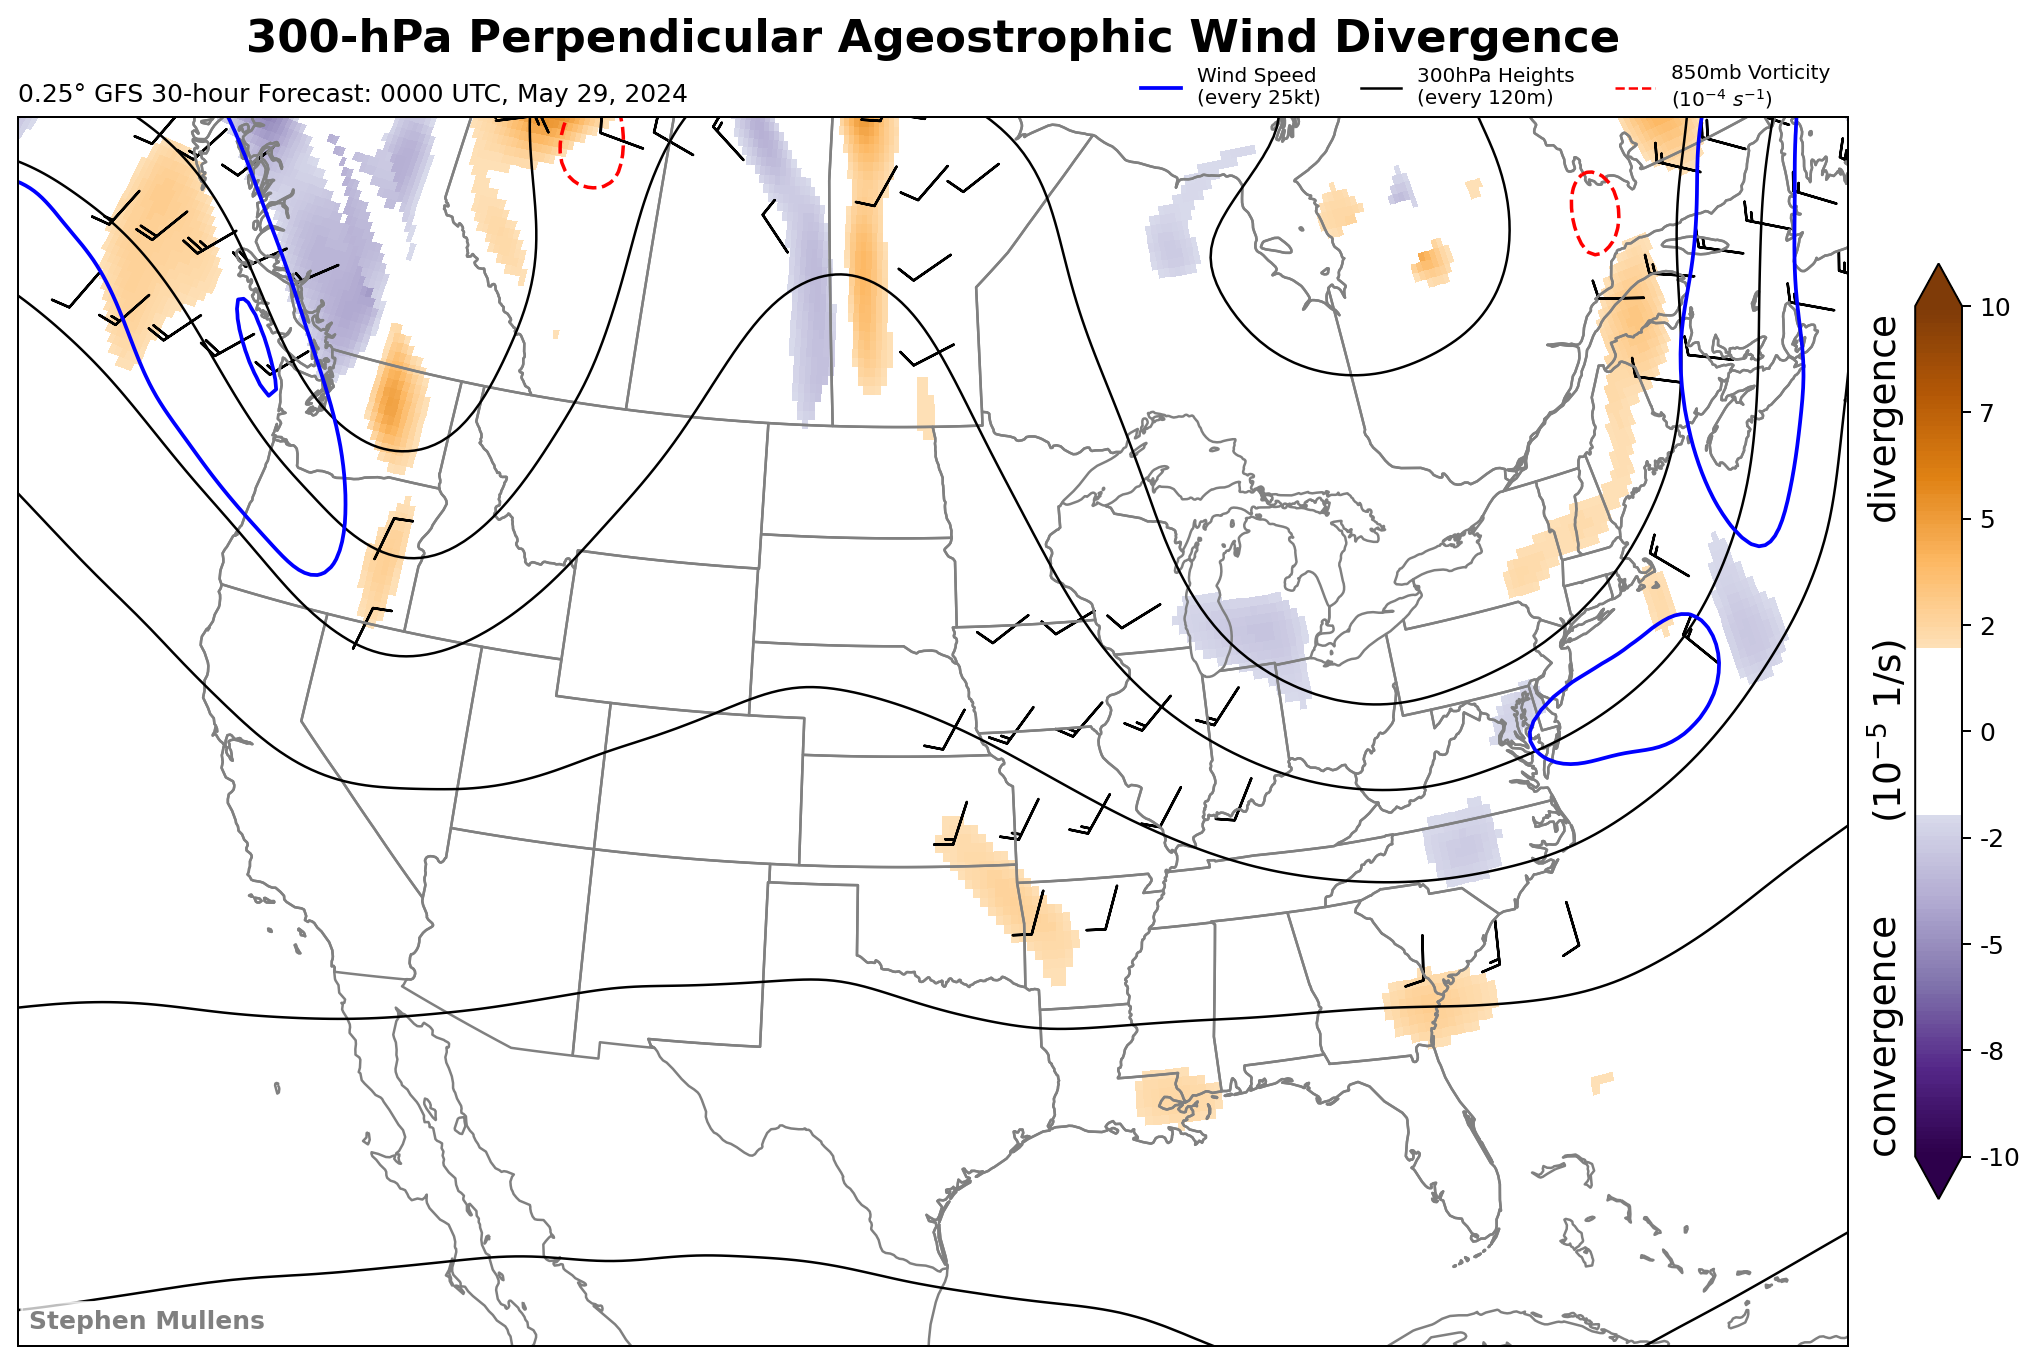 300-hPa Perpendicular Ageostrophic Wind Divergence
0.25° GFS 30-hour Forecast: 0000 UTC, May 29, 2024
Wind Speed
(every 25kt)
300hPa Heights
(every 120m)
850mb Vorticity
(10⁻⁴ s⁻¹)
10
7
5
2
0
-2
-5
-8
-10
convergence (10⁻⁵ 1/s) divergence
Stephen Mullens